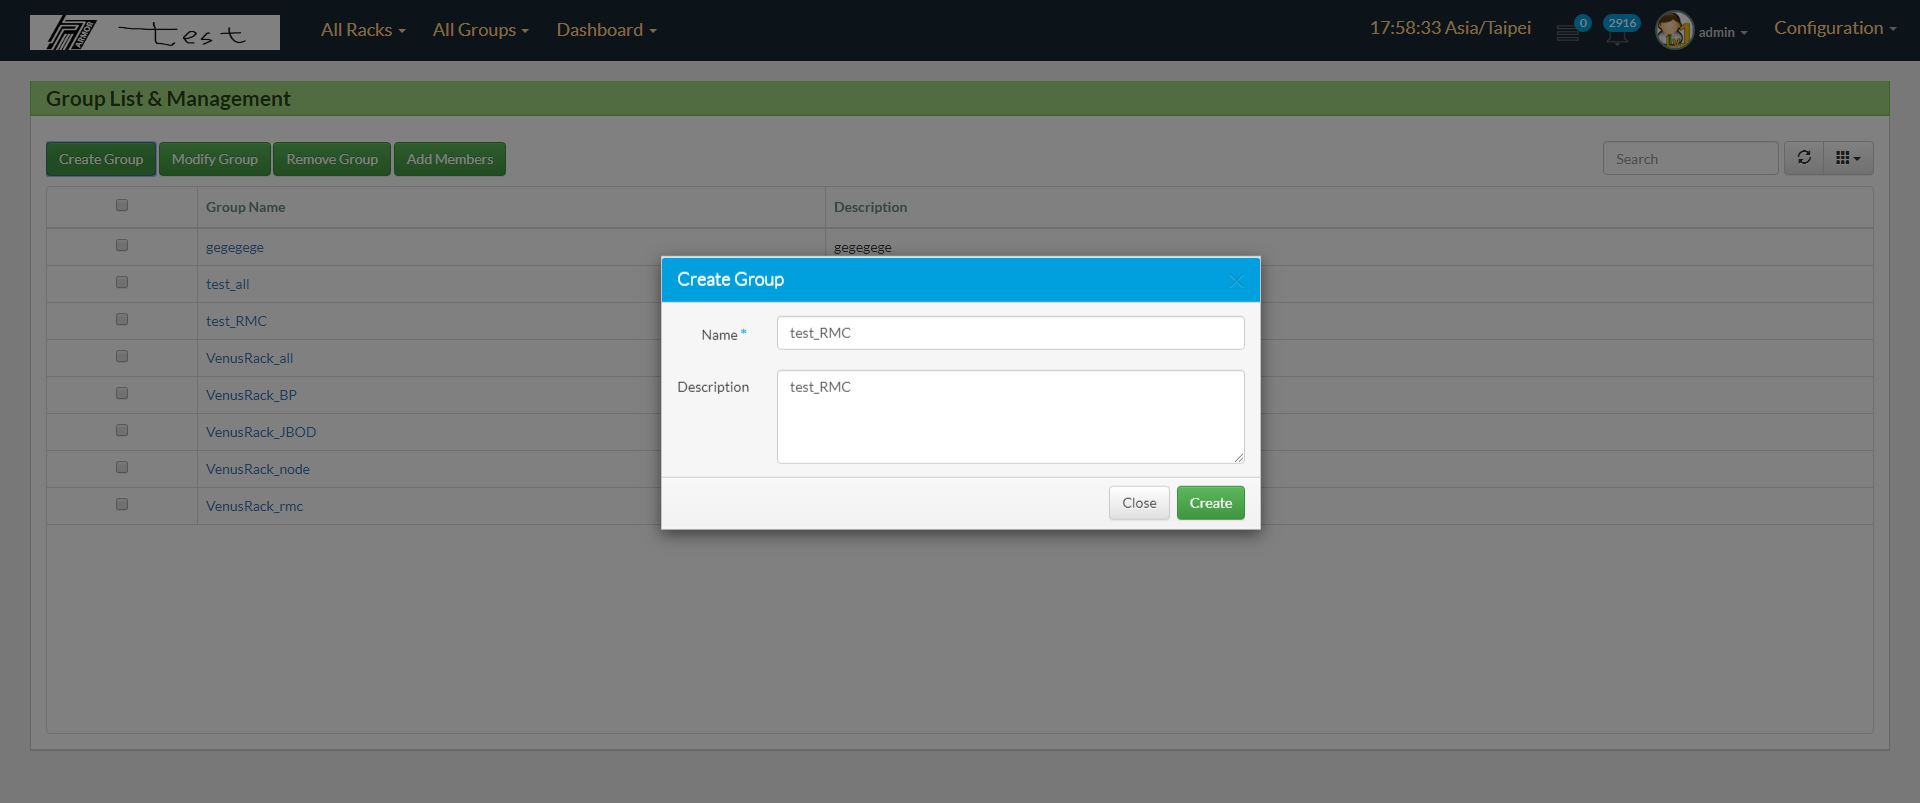 ARMOR test All Racks All Groups Dashboard 17:58:33 Asia/Taipei 0 2916 admin Configuration
Group List & Management
Create Group Modify Group Remove Group Add Members Search
Group Name Description
gegegege gegegege
test_all
test_RMC
VenusRack_all
VenusRack_BP
VenusRack_JBOD
VenusRack_node
VenusRack_rmc
Create Group ×
Name * test_RMC
Description test_RMC
Close Create